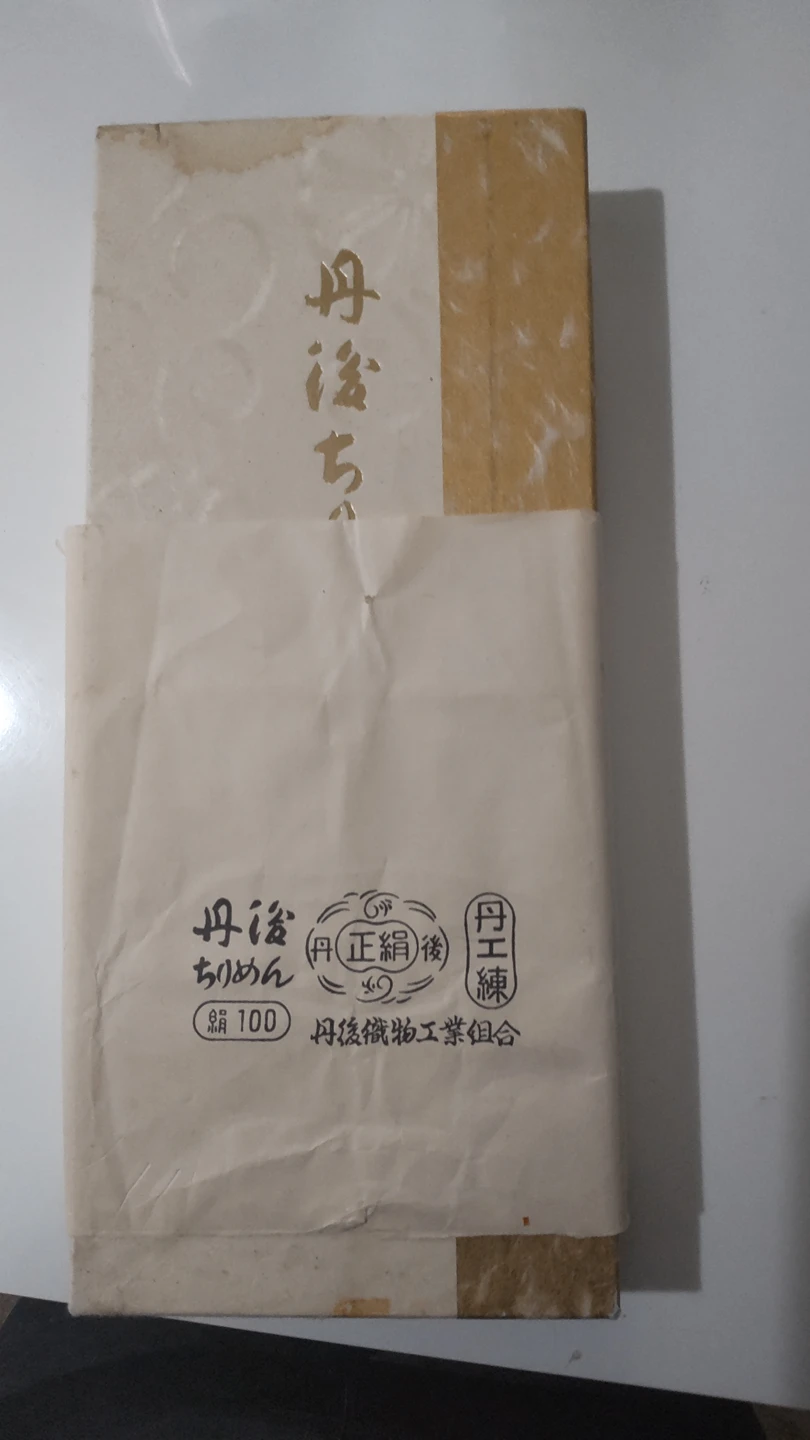 丹後ち
丹後
ちりめん
絹 100
丹 正絹 後
丹後織物工業組合
丹工練